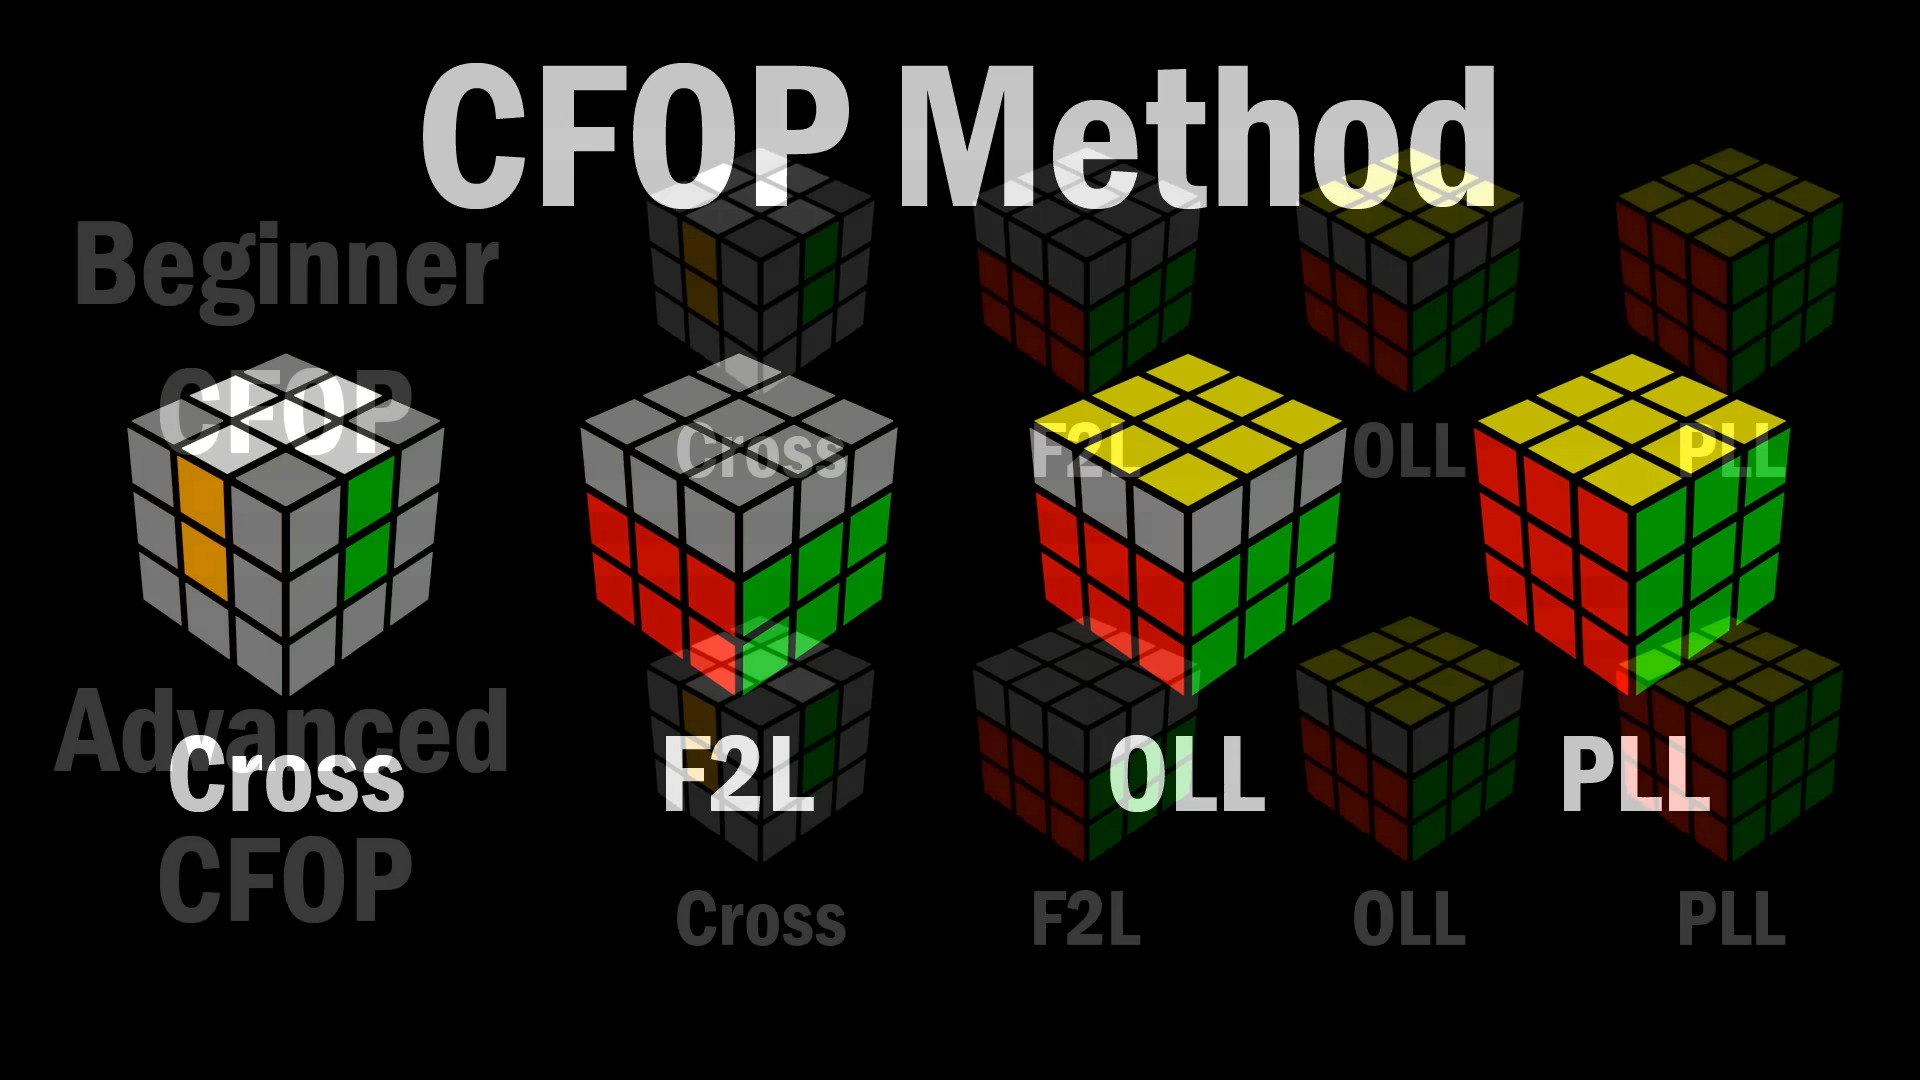 CFOP Method
Cross F2L OLL PLL
Beginner
CFOP
Cross F2L OLL PLL
Advanced
CFOP
Cross F2L OLL PLL